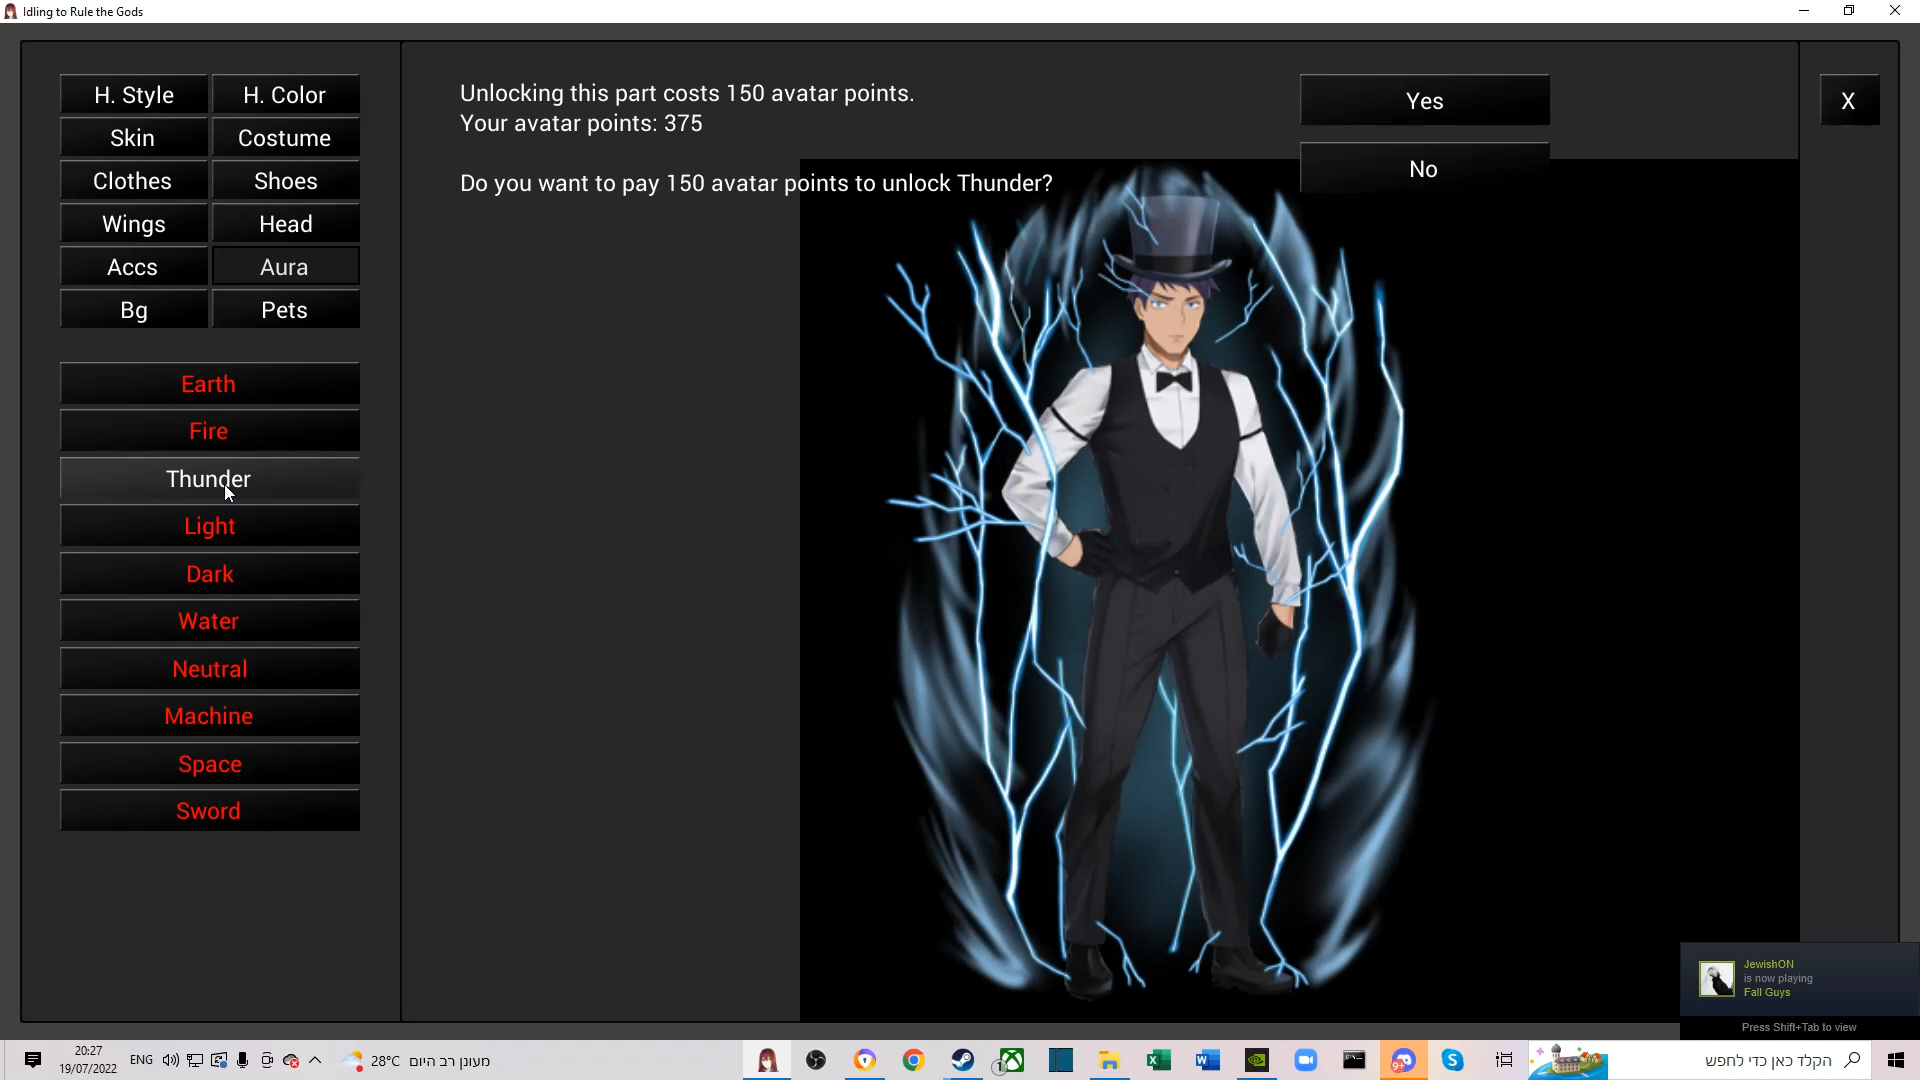 Idling to Rule the Gods
H. Style
H. Color
Skin
Costume
Clothes
Shoes
Wings
Head
Accs
Aura
Bg
Pets
Earth
Fire
Thunder
Light
Dark
Water
Neutral
Machine
Space
Sword
Unlocking this part costs 150 avatar points.
Your avatar points: 375
Do you want to pay 150 avatar points to unlock Thunder?
Yes
No
X
JewishON
is now playing
Fall Guys
Press Shift+Tab to view
20:27
19/07/2022
ENG
28°C
מעונן רב היום
1
9+
הקלד כאן כדי לחפש